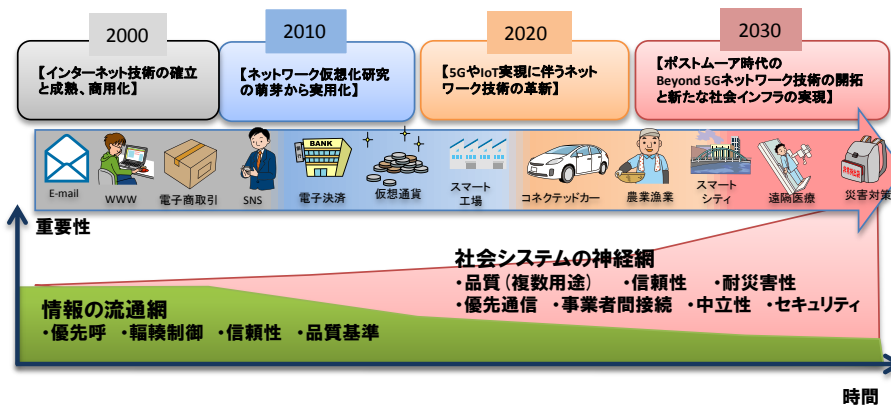 2000
2010
2020
2030
【インターネット技術の確立
と成熟、商用化】
【ネットワーク仮想化研究
の萌芽から実用化】
【5GやIoT実現に伴うネット
ワーク技術の革新】
【ポストムーア時代の
Beyond 5Gネットワーク技術の開拓
と新たな社会インフラの実現】
BANK
E-mail
WWW
電子商取引
SNS
電子決済
仮想通貨
スマート
工場
コネクテッドカー
農業漁業
スマート
シティ
遠隔医療
災害対策
重要性
社会システムの神経網
・品質(複数用途) ・信頼性 ・耐災害性
・優先通信 ・事業者間接続 ・中立性 ・セキュリティ
情報の流通網
・優先呼 ・輻輳制御 ・信頼性 ・品質基準
時間